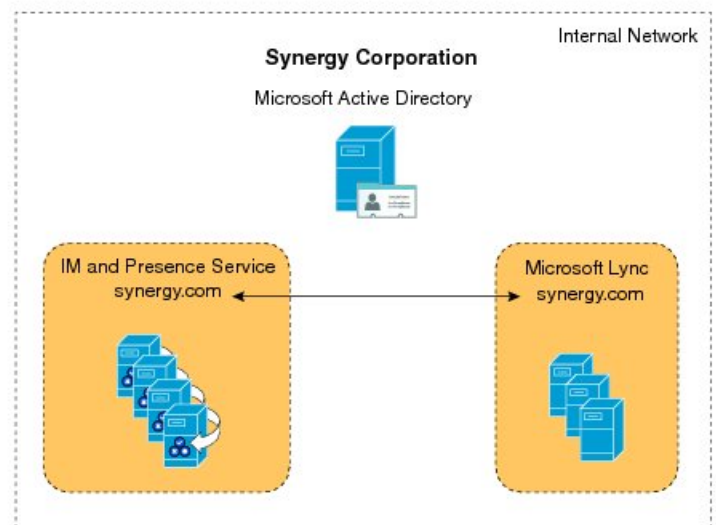 Internal Network
Synergy Corporation
Microsoft Active Directory
IM and Presence Service
synergy.com
Microsoft Lync
synergy.com